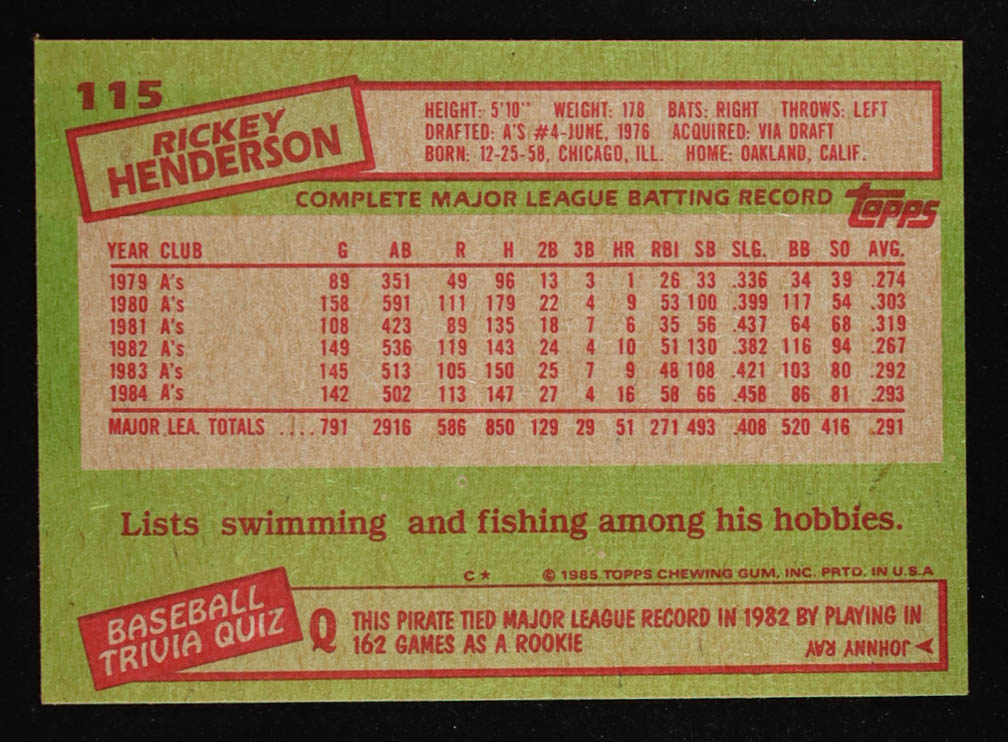 115
RICKEY
HENDERSON
HEIGHT: 5'10" WEIGHT: 178 BATS: RIGHT THROWS: LEFT
DRAFTED: A'S #4-JUNE, 1976 ACQUIRED: VIA DRAFT
BORN: 12-25-58, CHICAGO, ILL. HOME: OAKLAND, CALIF.
COMPLETE MAJOR LEAGUE BATTING RECORD
topps
YEAR CLUB G AB R H 2B 3B HR RBI SB SLG. BB SO AVG.
1979 A's 89 351 49 96 13 3 1 26 33 .336 34 39 .274
1980 A's 158 591 111 179 22 4 9 53 100 .399 117 54 .303
1981 A's 108 423 89 135 18 7 6 35 56 .437 64 68 .319
1982 A's 149 536 119 143 24 4 10 51 130 .382 116 94 .267
1983 A's 145 513 105 150 25 7 9 48 108 .421 103 80 .292
1984 A's 142 502 113 147 27 4 16 58 66 .458 86 81 .293
MAJOR LEA. TOTALS ....791 2916 586 850 129 29 51 271 493 .408 520 416 .291
Lists swimming and fishing among his hobbies.
C* © 1985 TOPPS CHEWING GUM, INC. PRTD. IN U.S.A
BASEBALL
TRIVIA QUIZ
Q THIS PIRATE TIED MAJOR LEAGUE RECORD IN 1982 BY PLAYING IN
162 GAMES AS A ROOKIE
JOHNNY RAY